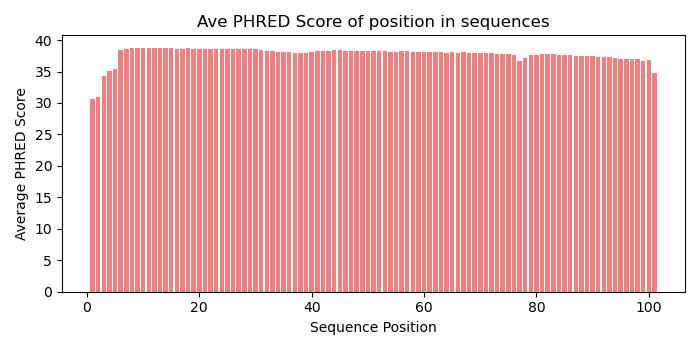 Ave PHRED Score of position in sequences
40
35
30
25
20
15
10
5
0
Average PHRED Score
0 20 40 60 80 100
Sequence Position